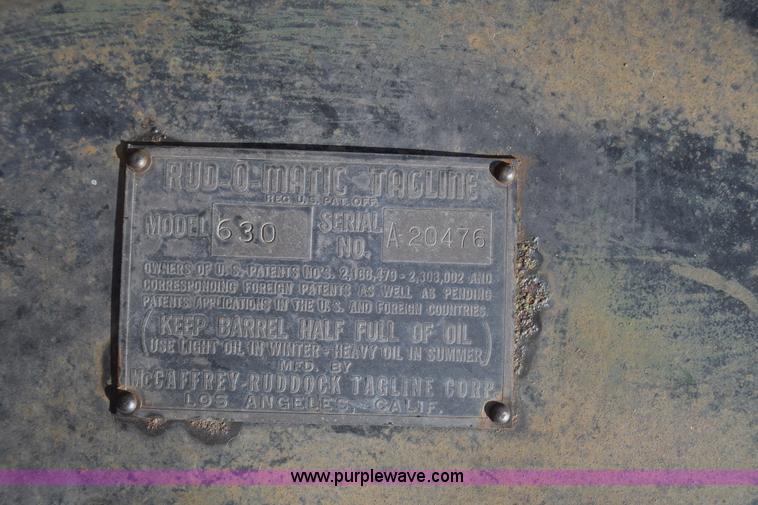 RUD-O-MATIC TAGLINE
REG. U.S. PAT. OFF.
MODEL 630 SERIAL NO. A-20476
OWNERS OF U.S. PATENTS NO'S. 2,188,479 - 2,303,002 AND
CORRESPONDING FOREIGN PATENTS AS WELL AS PENDING
PATENTS APPLICATIONS IN THE U.S. AND FOREIGN COUNTRIES.
(KEEP BARREL HALF FULL OF OIL
USE LIGHT OIL IN WINTER - HEAVY OIL IN SUMMER)
MFD. BY
McCAFFREY-RUDDOCK TAGLINE CORP.
LOS ANGELES, CALIF.
www.purplewave.com